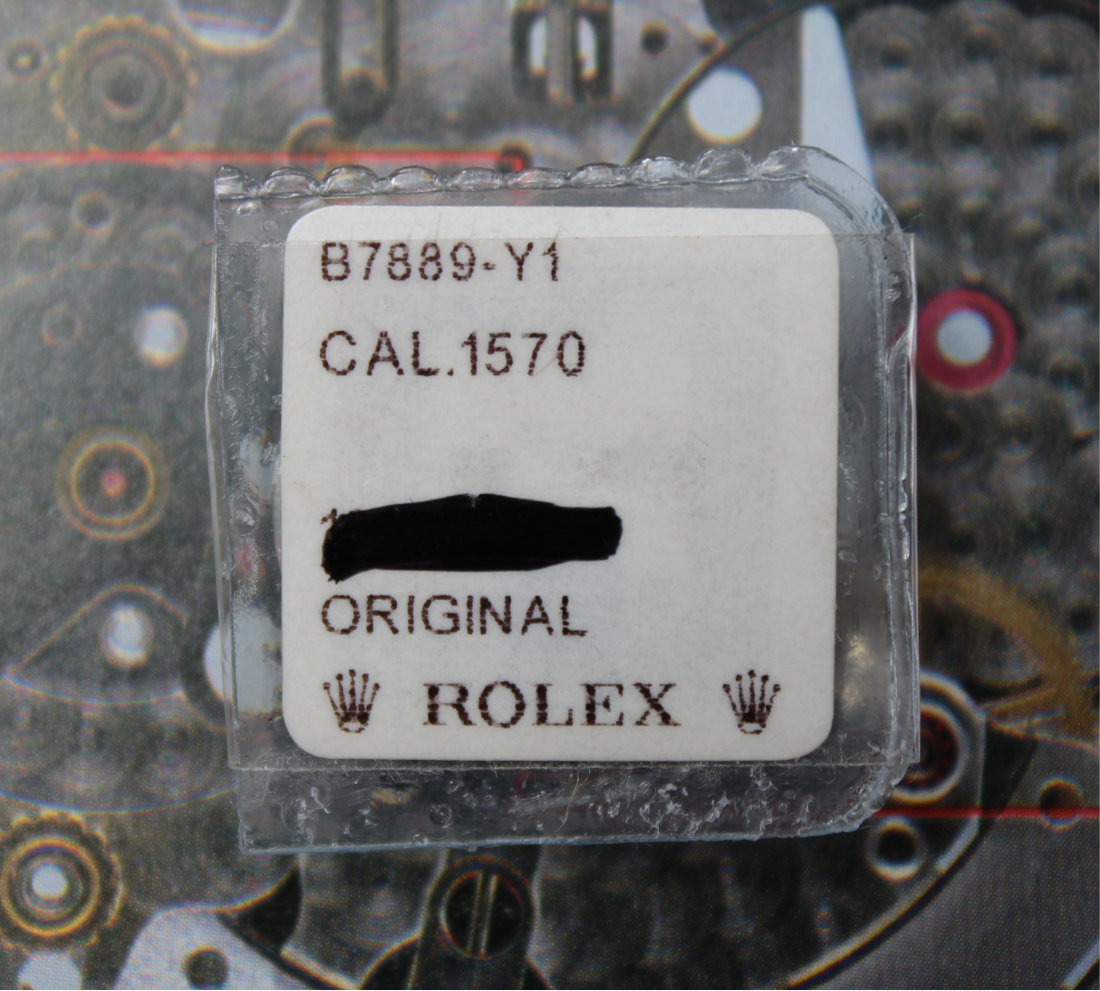 B7889-Y1
CAL.1570
ORIGINAL
ROLEX